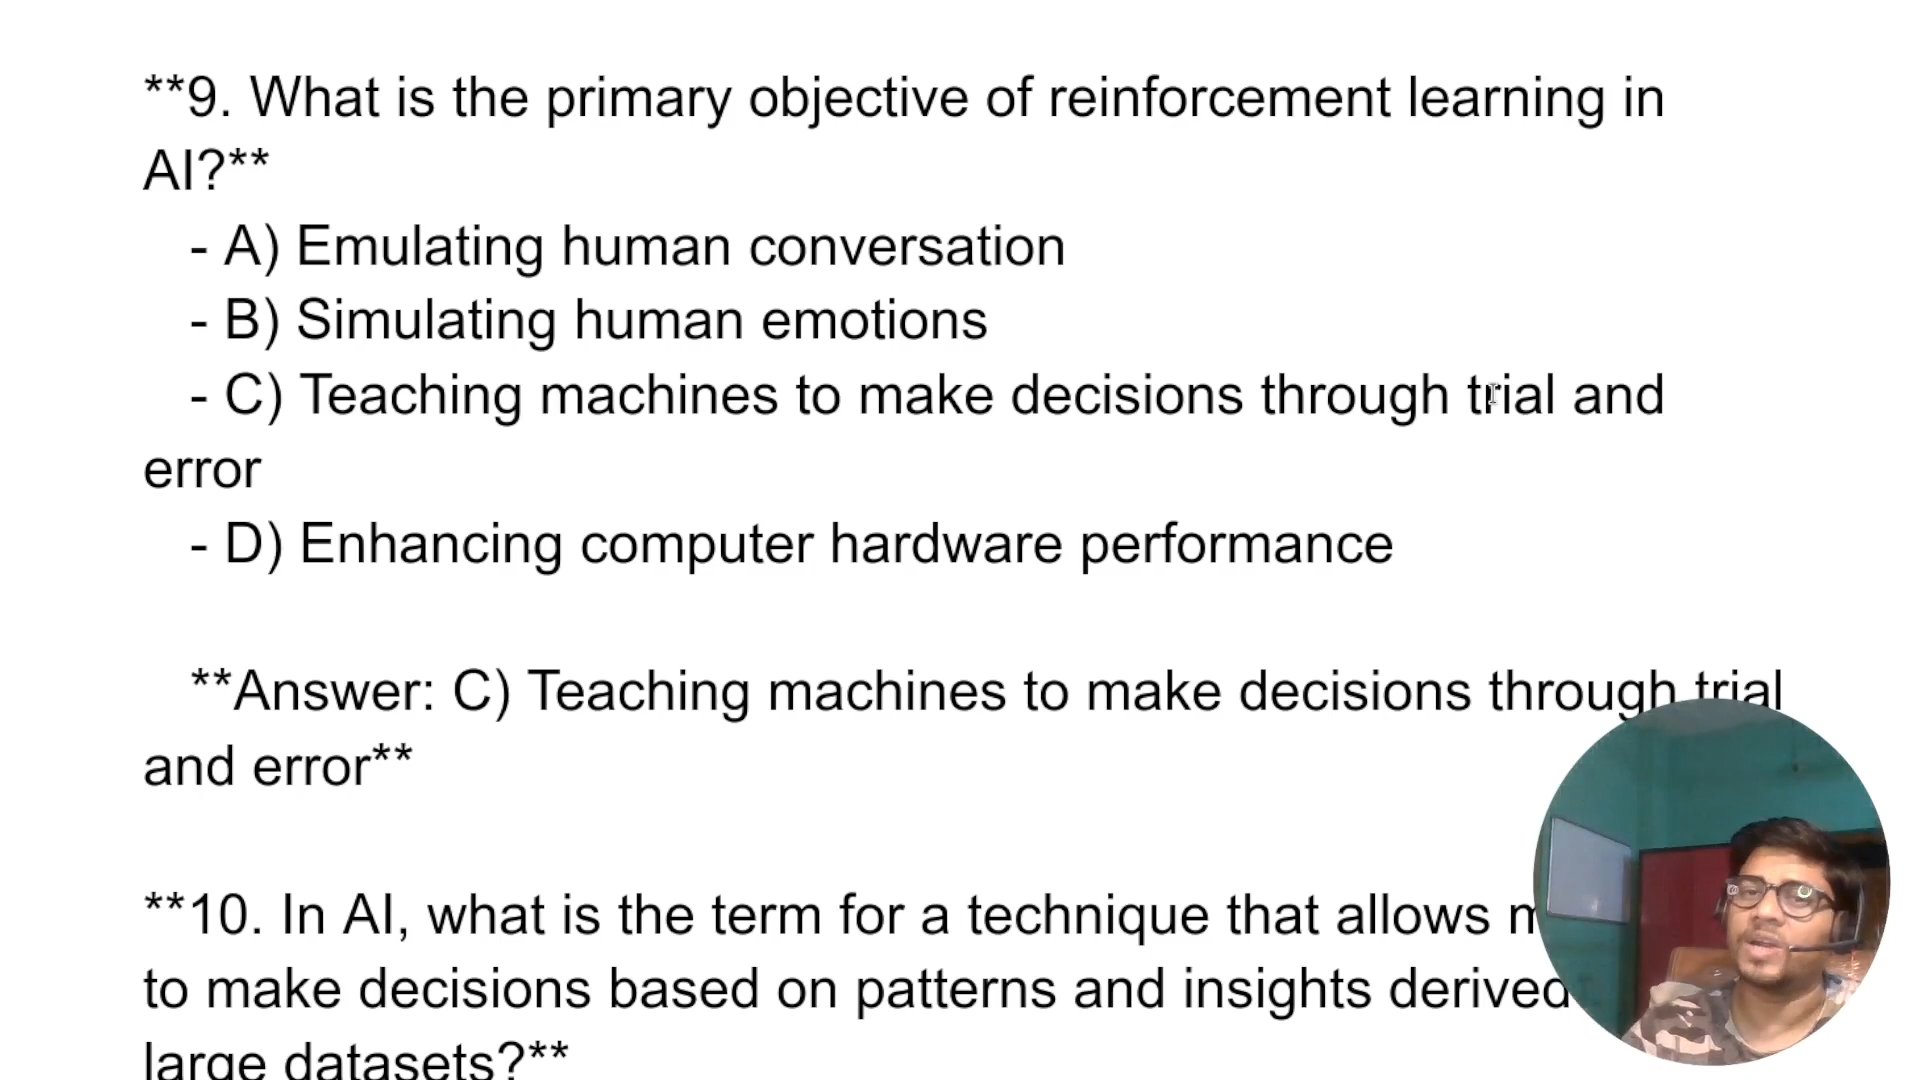 **9. What is the primary objective of reinforcement learning in
AI?**
- A) Emulating human conversation
- B) Simulating human emotions
- C) Teaching machines to make decisions through trial and
error
- D) Enhancing computer hardware performance
**Answer: C) Teaching machines to make decisions through trial
and error**
**10. In AI, what is the term for a technique that allows
to make decisions based on patterns and insights derived
large datasets?**